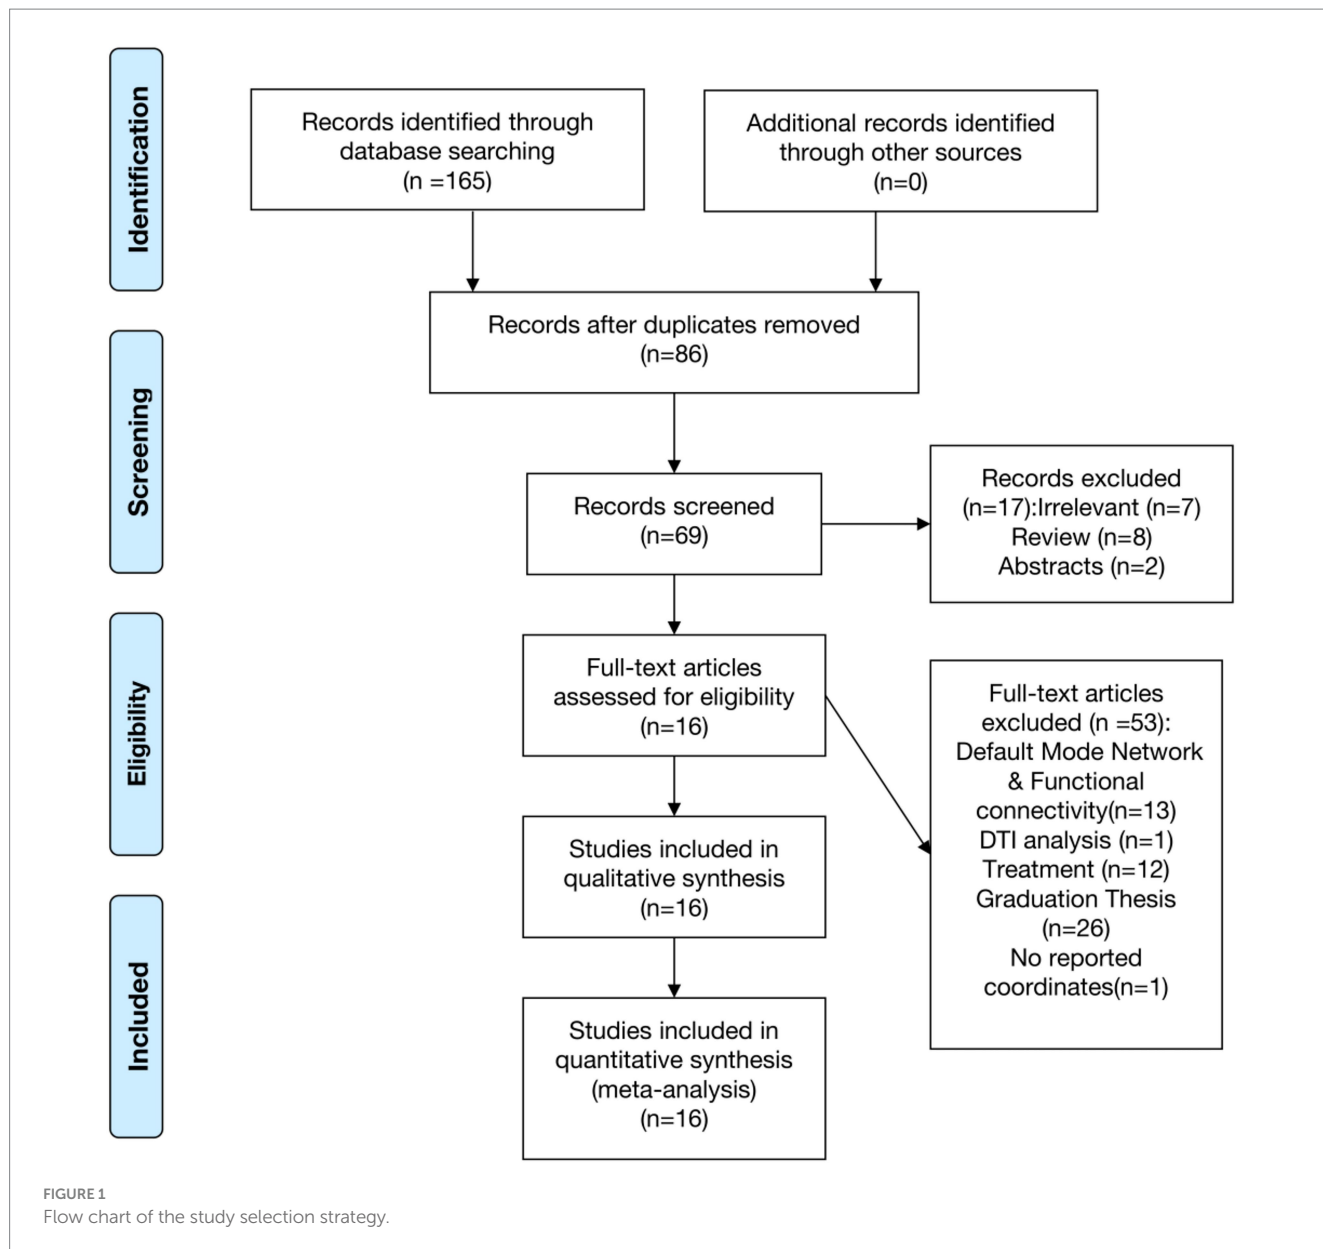 Identification
Records identified through
database searching
(n =165)
Additional records identified
through other sources
(n=0)
Records after duplicates removed
(n=86)
Screening
Records screened
(n=69)
Records excluded
(n=17):Irrelevant (n=7)
Review (n=8)
Abstracts (n=2)
Eligibility
Full-text articles
assessed for eligibility
(n=16)
Full-text articles
excluded (n =53):
Default Mode Network
& Functional
connectivity(n=13)
DTI analysis (n=1)
Treatment (n=12)
Graduation Thesis
(n=26)
No reported
coordinates(n=1)
Studies included in
qualitative synthesis
(n=16)
Included
Studies included in
quantitative synthesis
(meta-analysis)
(n=16)
FIGURE 1
Flow chart of the study selection strategy.